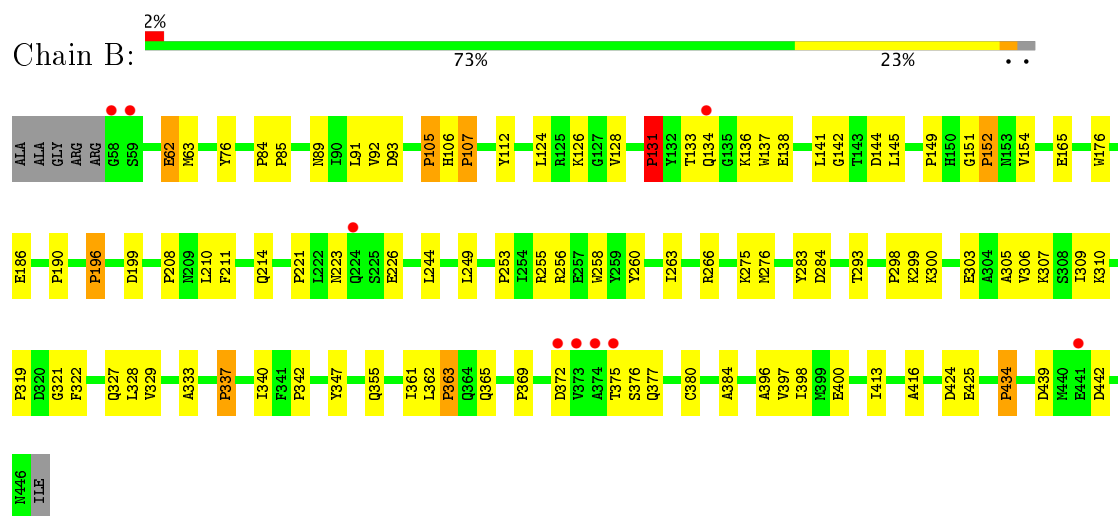 2%
Chain B:
73% 23% • •
ALA ALA GLY ARG ARG G58 S59 E62 M63 Y76 P84 P85 N89 I90 L91 V92 D93 P105 H106 P107 Y112 L124 R125 K126 G127 V128 P131 Y132 T133 Q134 G135 K136 W137 E138 L141 G142 T143 D144 L145 P149 H150 G151 P152 N153 V154 E165 W176
E186 P190 P196 D199 P208 N209 L210 F211 Q214 P221 L222 N223 Q224 S225 E226 L244 L249 P253 I254 R255 R256 E257 W258 Y259 Y260 I263 R266 K275 M276 Y283 D284 T293 P298 K299 K300 E303 A304 A305 V306 K307 S308 I309 K310
P319 D320 G321 F322 Q327 L328 V329 A333 P337 I340 F341 P342 Y347 Q355 I361 L362 P363 Q364 Q365 P369 D372 V373 A374 T375 S376 Q377 C380 A384 A396 V397 I398 M399 E400 I413 A416 D424 E425 P434 D439 M440 E441 D442
N446 ILE